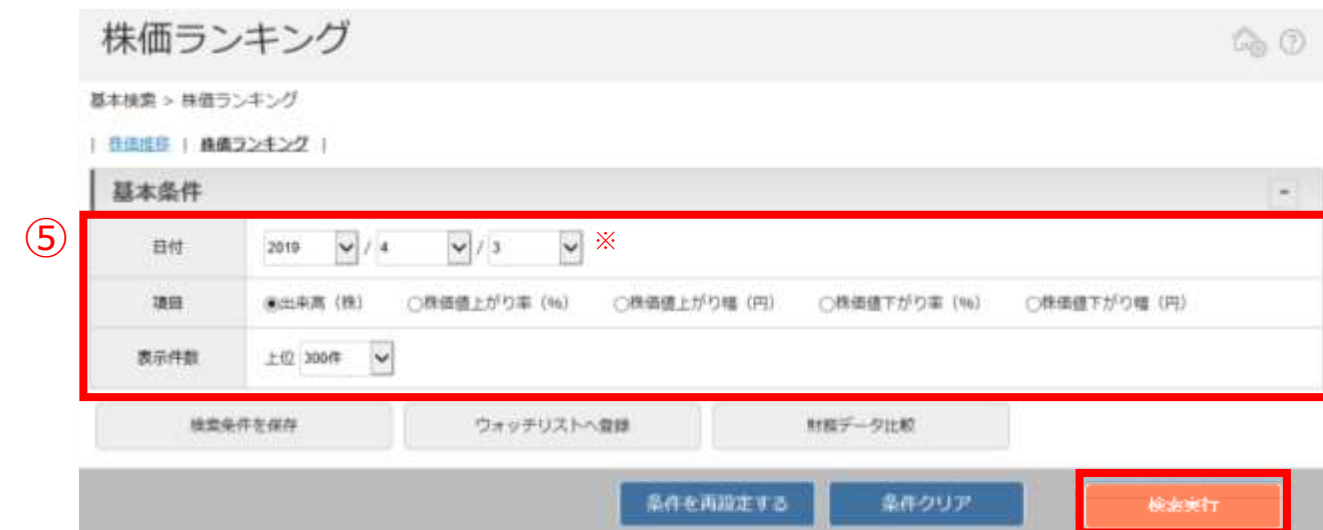 株価ランキング
基本検索 > 株価ランキング
| 株価推移 | 株価ランキング |
基本条件
-
⑤
日付 2019 / 4 / 3 ※
項目 ◉出来高(株) ○株価値上がり率(%) ○株価値上がり幅(円) ○株価値下がり率(%) ○株価値下がり幅(円)
表示件数 上位 300件
検索条件を保存 ウォッチリストへ登録 財務データ比較
条件を再設定する 条件クリア 検索実行